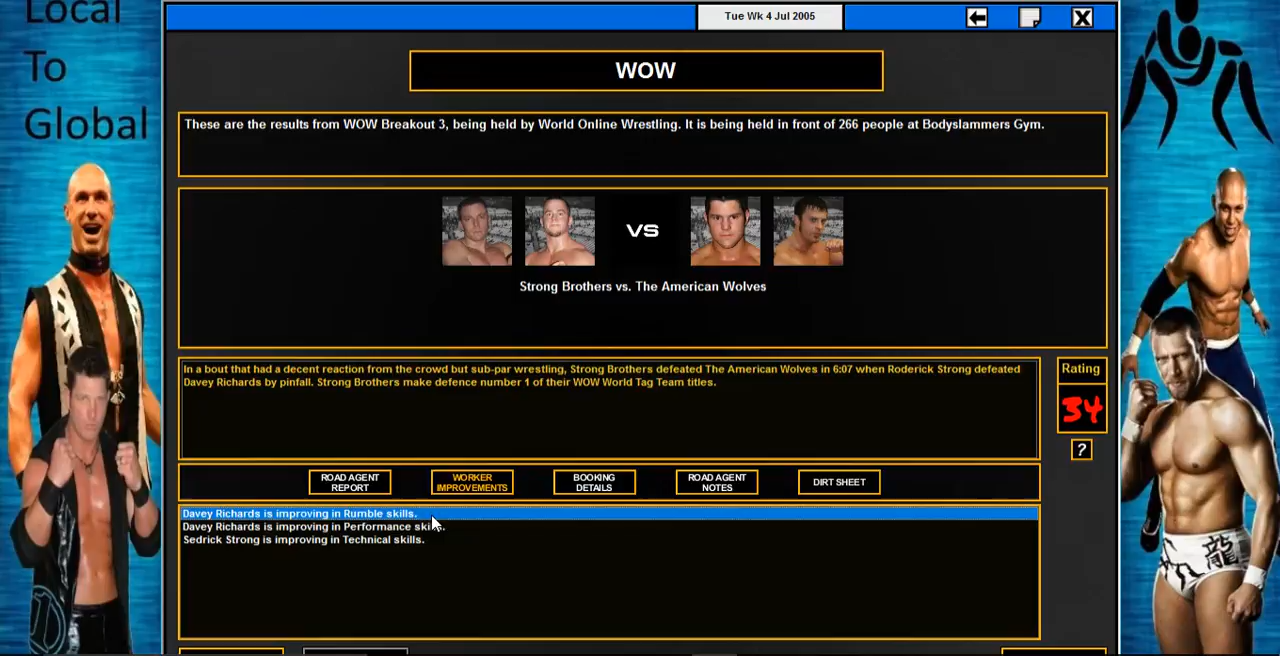 Local
To
Global
Tue Wk 4 Jul 2005
WOW
These are the results from WOW Breakout 3, being held by World Online Wrestling. It is being held in front of 266 people at Bodyslammers Gym.
VS
Strong Brothers vs. The American Wolves
In a bout that had a decent reaction from the crowd but sub-par wrestling, Strong Brothers defeated The American Wolves in 6:07 when Roderick Strong defeated
Davey Richards by pinfall. Strong Brothers make defence number 1 of their WOW World Tag Team titles.
Rating
34
?
ROAD AGENT
REPORT
WORKER
IMPROVEMENTS
BOOKING
DETAILS
ROAD AGENT
NOTES
DIRT SHEET
Davey Richards is improving in Rumble skills.
Davey Richards is improving in Performance skills.
Sedrick Strong is improving in Technical skills.
龍